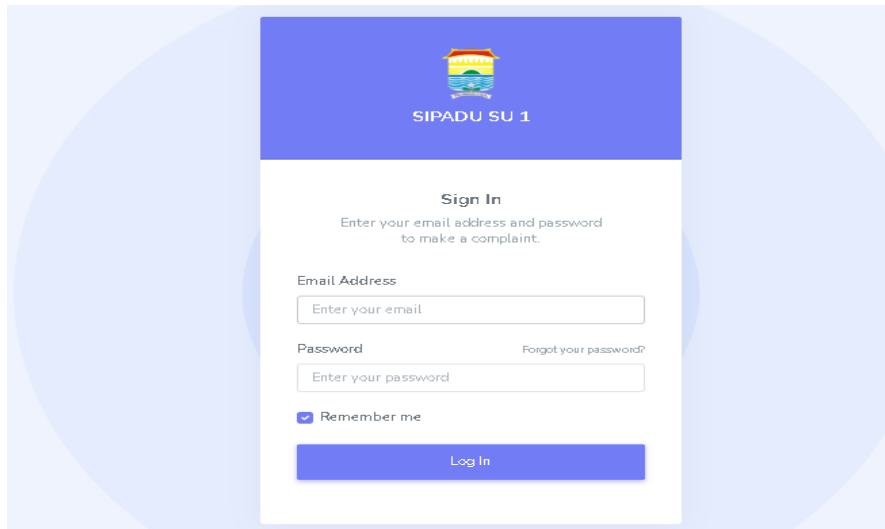 SIPADU SU 1
Sign In
Enter your email address and password
to make a complaint.
Email Address
Enter your email
Password
Forgot your password?
Enter your password
Remember me
Log In